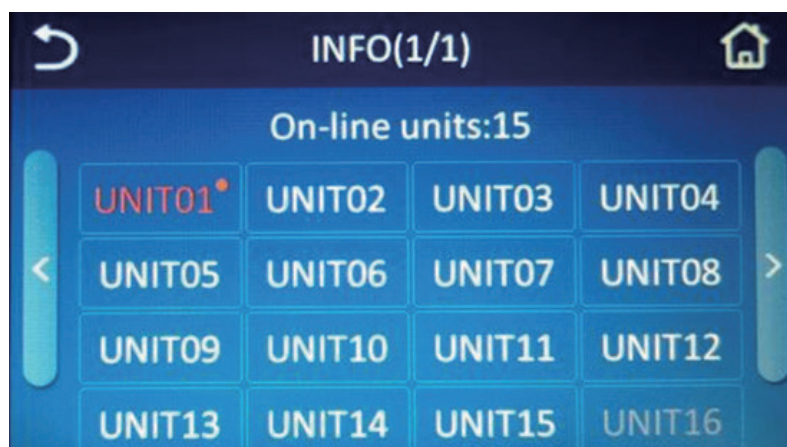 INFO(1/1)
On-line units:15
UNIT01 UNIT02 UNIT03 UNIT04
UNIT05 UNIT06 UNIT07 UNIT08
UNIT09 UNIT10 UNIT11 UNIT12
UNIT13 UNIT14 UNIT15 UNIT16